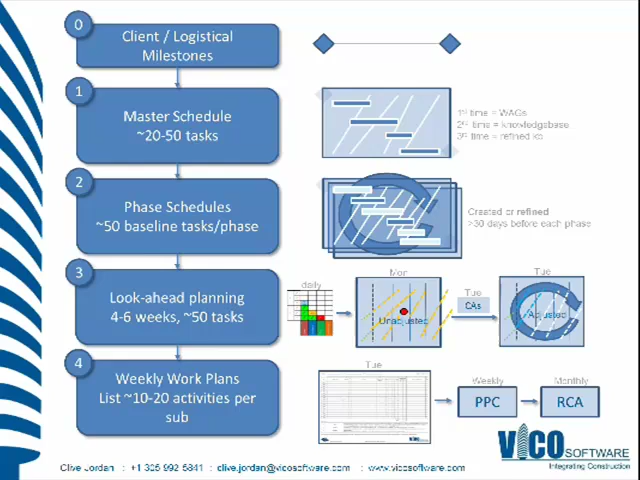 0
Client / Logistical
Milestones
1
Master Schedule
~20-50 tasks
1st time = WAGs
2nd time = knowledgebase
3rd time = refined kb
2
Phase Schedules
~50 baseline tasks/phase
Created or refined
>30 days before each phase
3
Look-ahead planning
4-6 weeks, ~50 tasks
daily
Mon
Unadjusted
Tue
CAs
Tue
Adjusted
4
Weekly Work Plans
List ~10-20 activities per
sub
Tue
Weekly
PPC
Monthly
RCA
VICO SOFTWARE
Integrating Construction
Clive Jordan : +1 325 992 5841 : clive.jordan@vicosoftware.com : www.vicosoftware.com